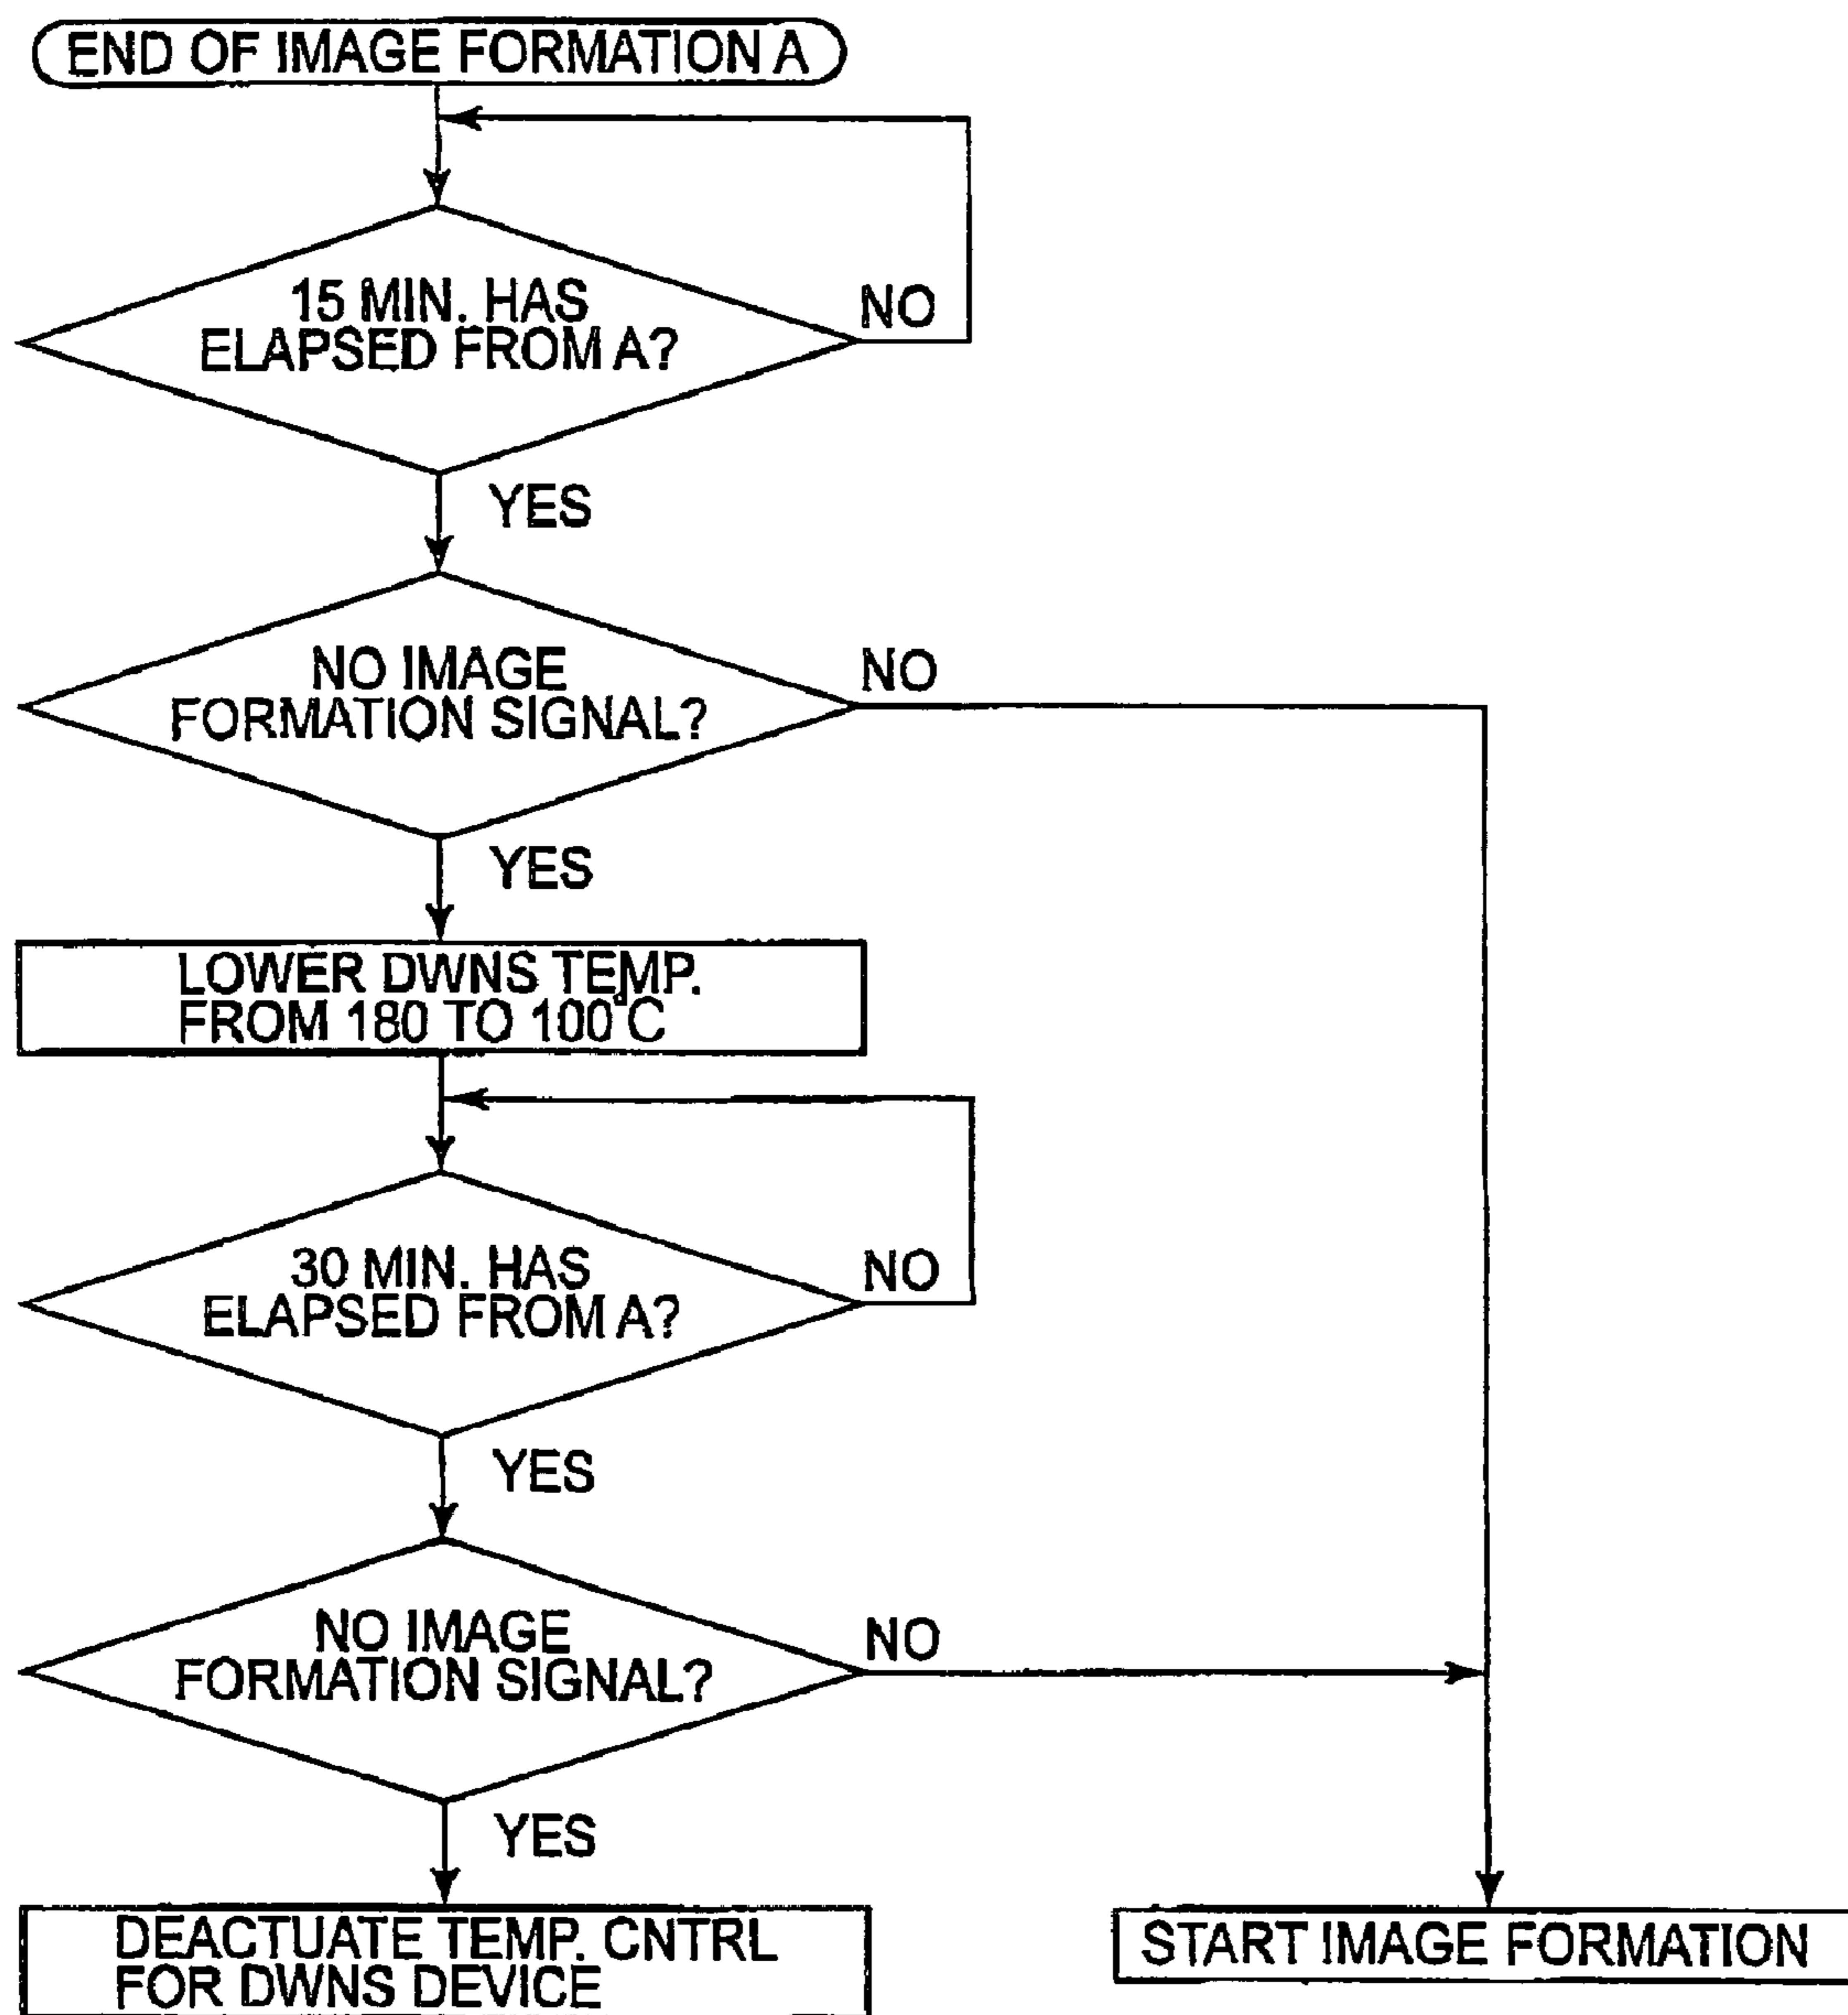 END OF IMAGE FORMATION A
15 MIN. HAS
ELAPSED FROM A?
NO
YES
NO IMAGE
FORMATION SIGNAL?
NO
YES
LOWER DWNS TEMP.
FROM 180 TO 100°C
30 MIN. HAS
ELAPSED FROM A?
NO
YES
NO IMAGE
FORMATION SIGNAL?
NO
YES
DEACTUATE TEMP. CNTRL
FOR DWNS DEVICE
START IMAGE FORMATION